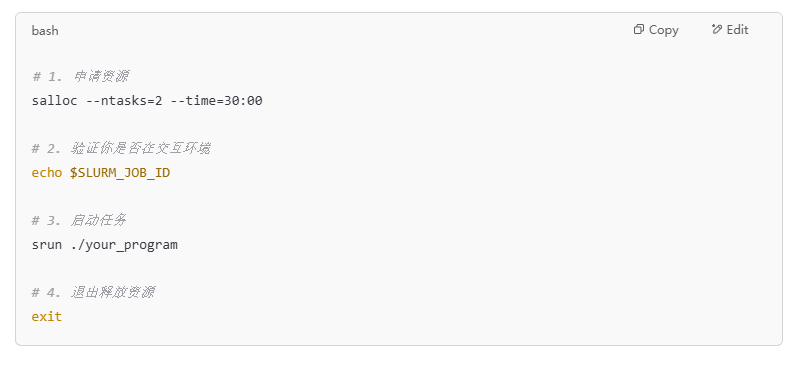 bash
Copy
Edit
# 1. 申请资源
salloc --ntasks=2 --time=30:00
# 2. 验证你是否在交互环境
echo $SLURM_JOB_ID
# 3. 启动任务
srun ./your_program
# 4. 退出释放资源
exit